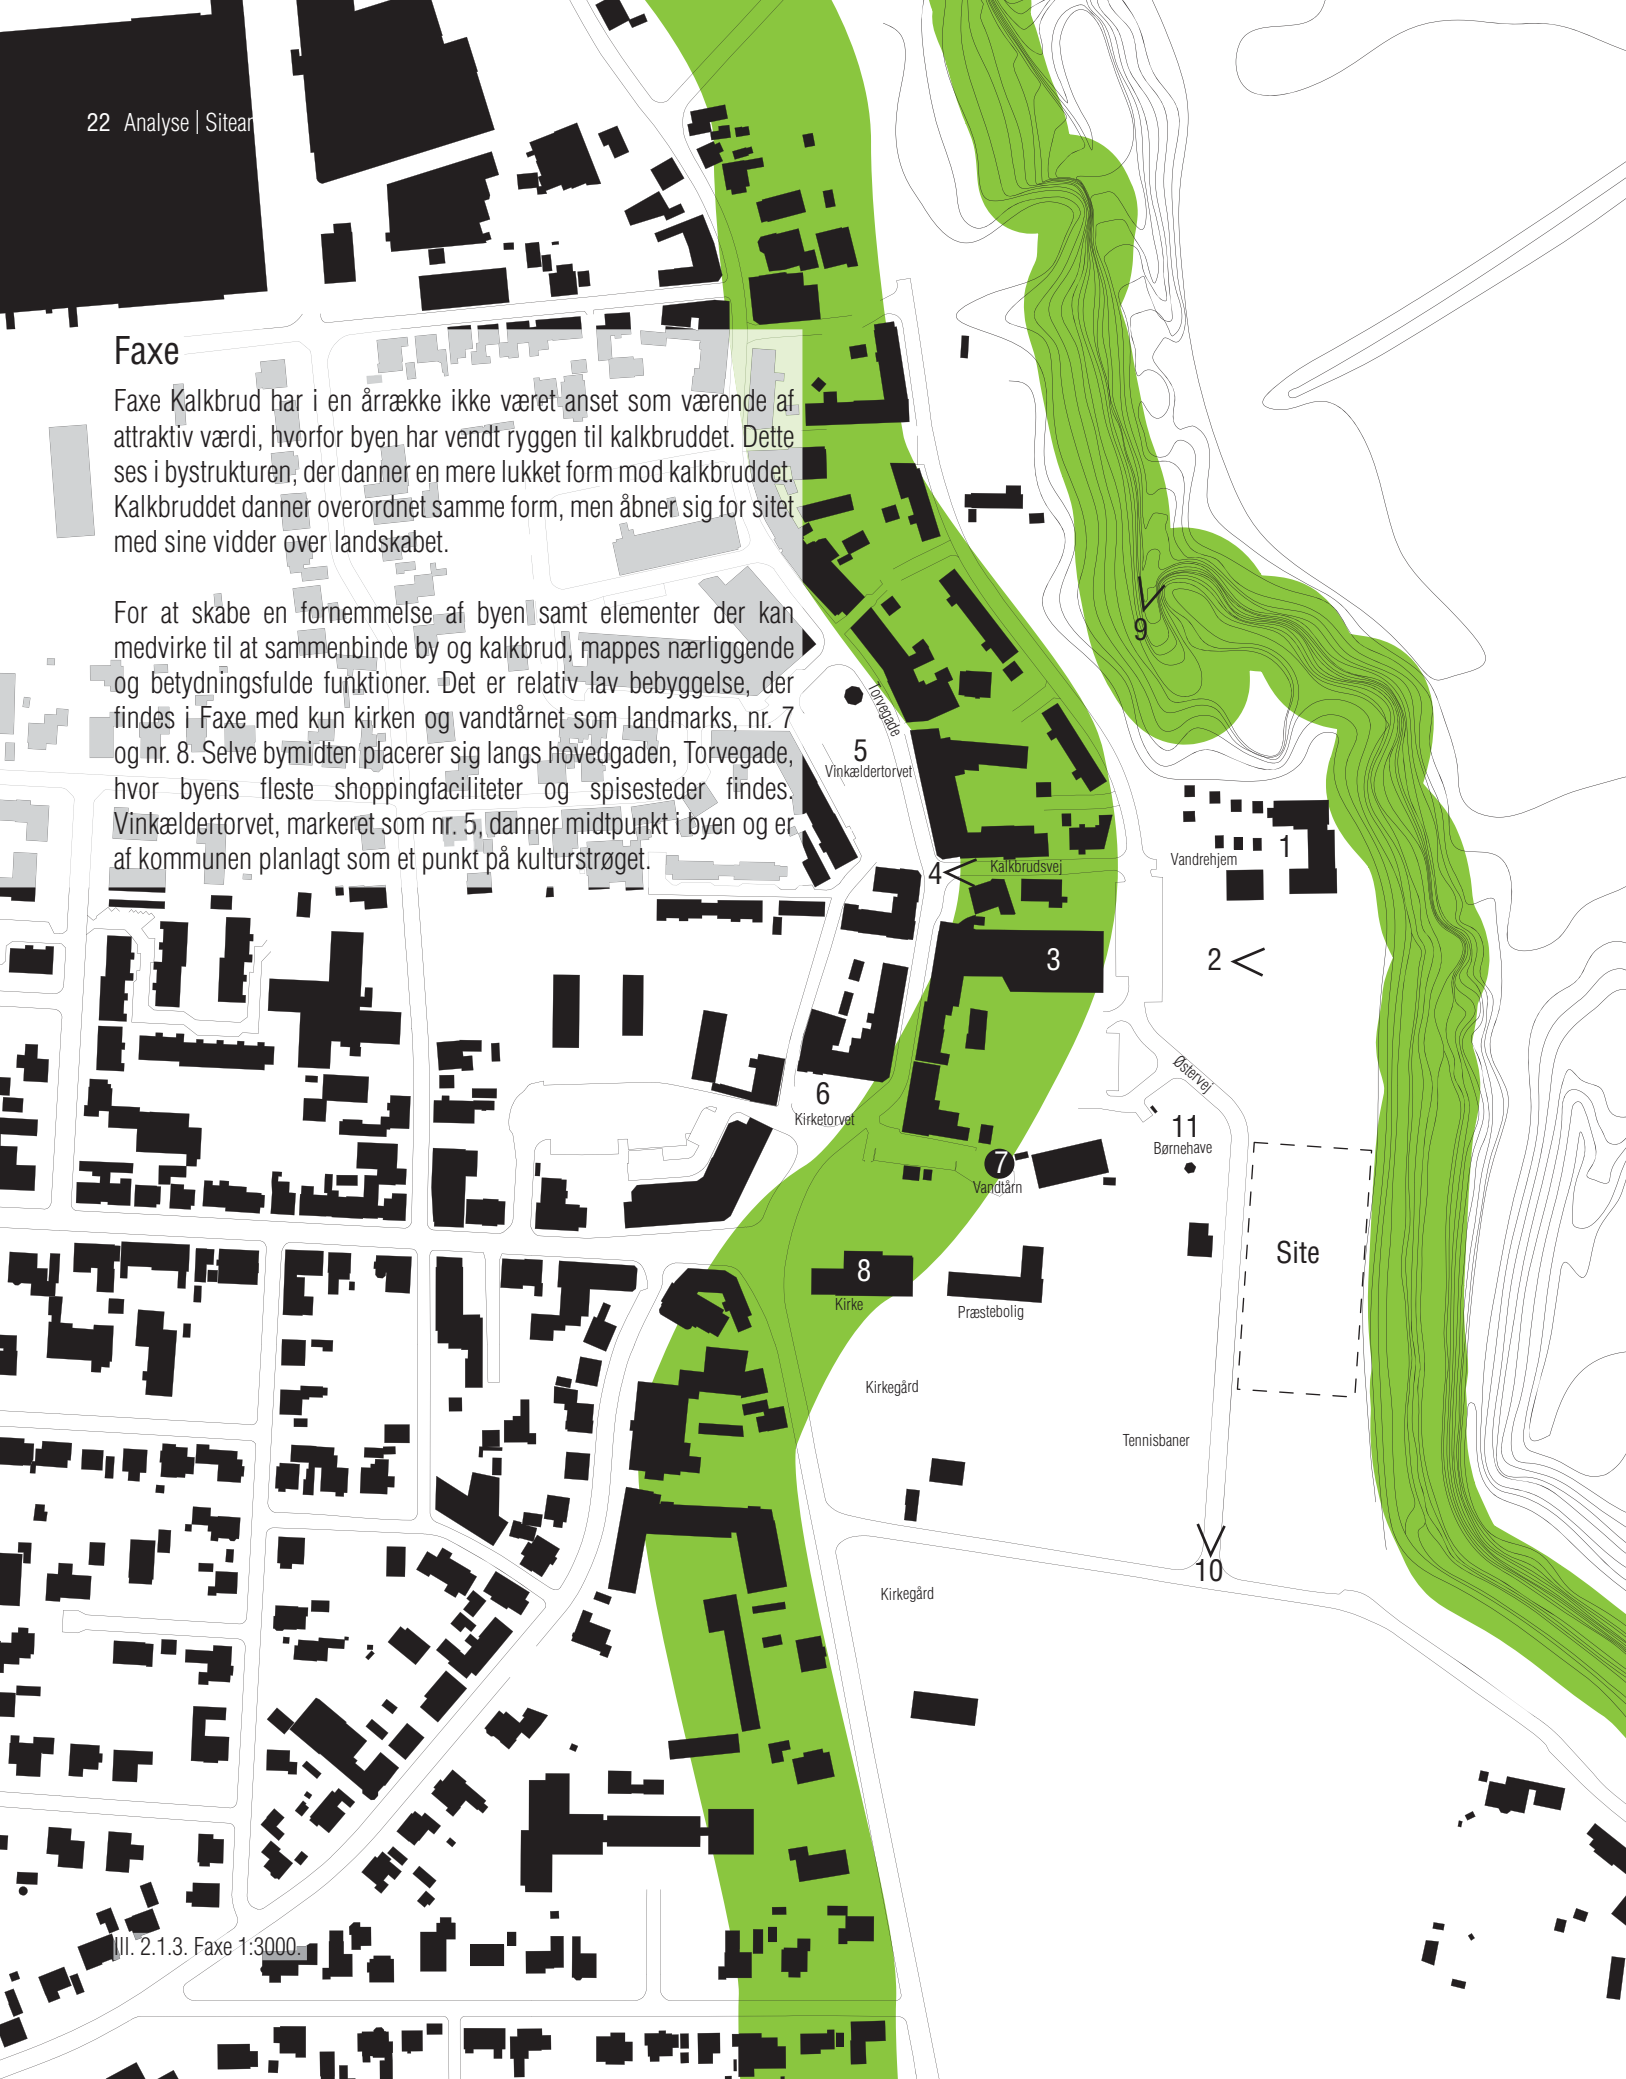 22 Analyse | Sitear
Faxe
Faxe Kalkbrud har i en årrække ikke været anset som værende af
attraktiv værdi, hvorfor byen har vendt ryggen til kalkbruddet. Dette
ses i bystrukturen, der danner en mere lukket form mod kalkbruddet.
Kalkbruddet danner overordnet samme form, men åbner sig for sitet
med sine vidder over landskabet.
For at skabe en fornemmelse af byen samt elementer der kan
medvirke til at sammenbinde by og kalkbrud, mappes nærliggende
og betydningsfulde funktioner. Det er relativ lav bebyggelse, der
findes i Faxe med kun kirken og vandtårnet som landmarks, nr. 7
og nr. 8. Selve bymidten placerer sig langs hovedgaden, Torvegade,
hvor byens fleste shoppingfaciliteter og spisesteder findes.
Vinkældertorvet, markeret som nr. 5, danner midtpunkt i byen og er
af kommunen planlagt som et punkt på kulturstrøget.
9
Torvegade
5
Vinkældertorvet
1
Vandrehjem
4
Kalkbrudsvej
3
2
Østervej
6
Kirketorvet
11
Børnehave
7
Vandtårn
Site
8
Kirke
Præstebolig
Kirkegård
Tennisbaner
10
Kirkegård
Ill. 2.1.3. Faxe 1:3000.